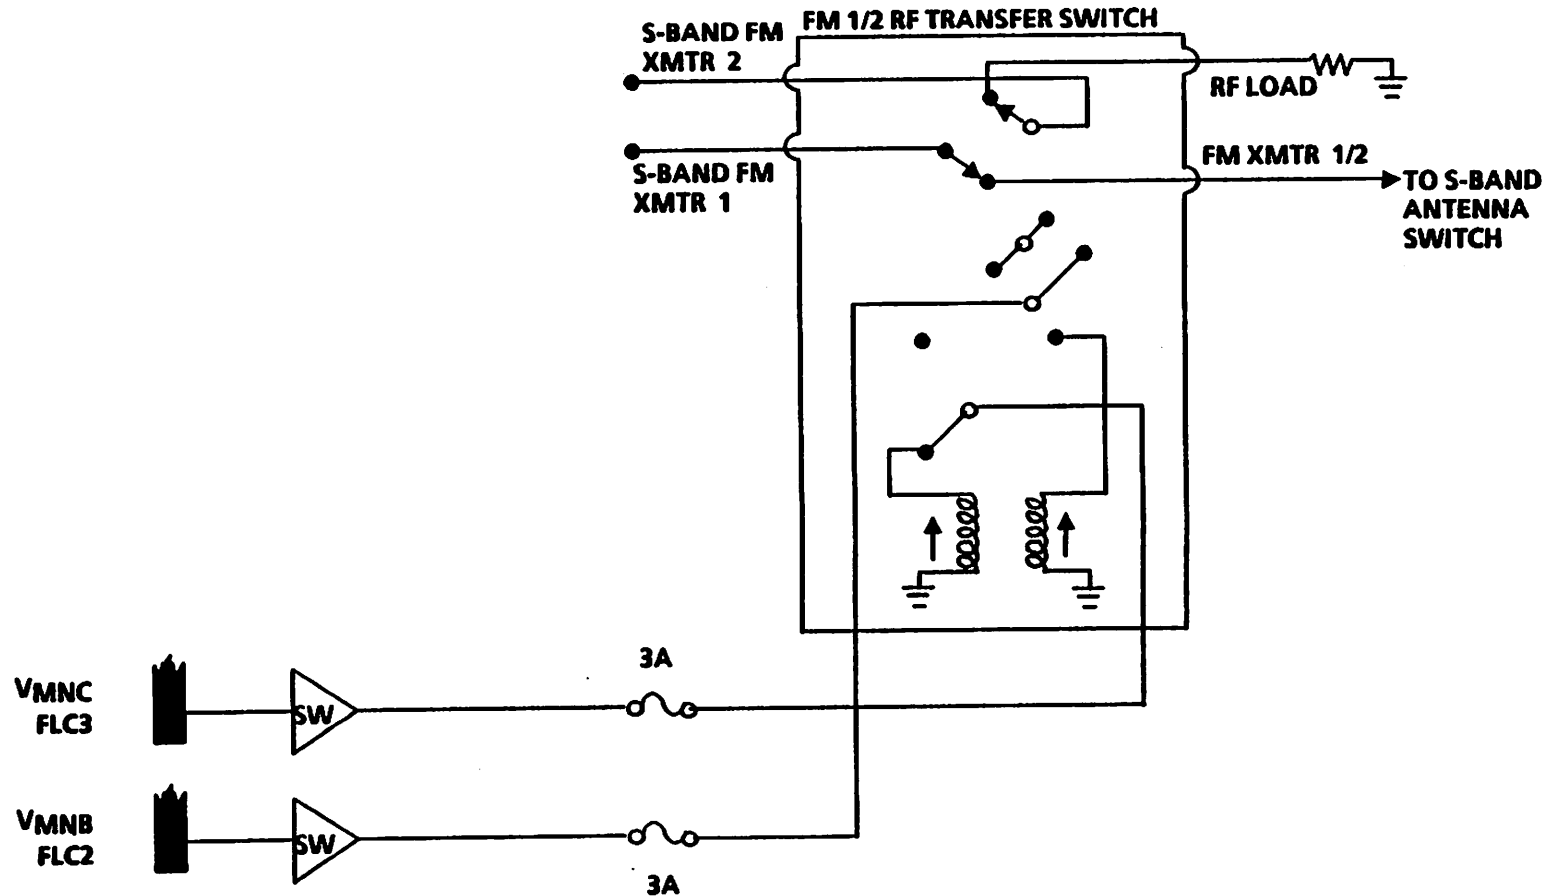 FM 1/2 RF TRANSFER SWITCH
S-BAND FM
XMTR 2
RF LOAD
S-BAND FM
XMTR 1
FM XMTR 1/2
TO S-BAND
ANTENNA
SWITCH
3A
VMNC
FLC3
SW
VMNB
FLC2
SW
3A